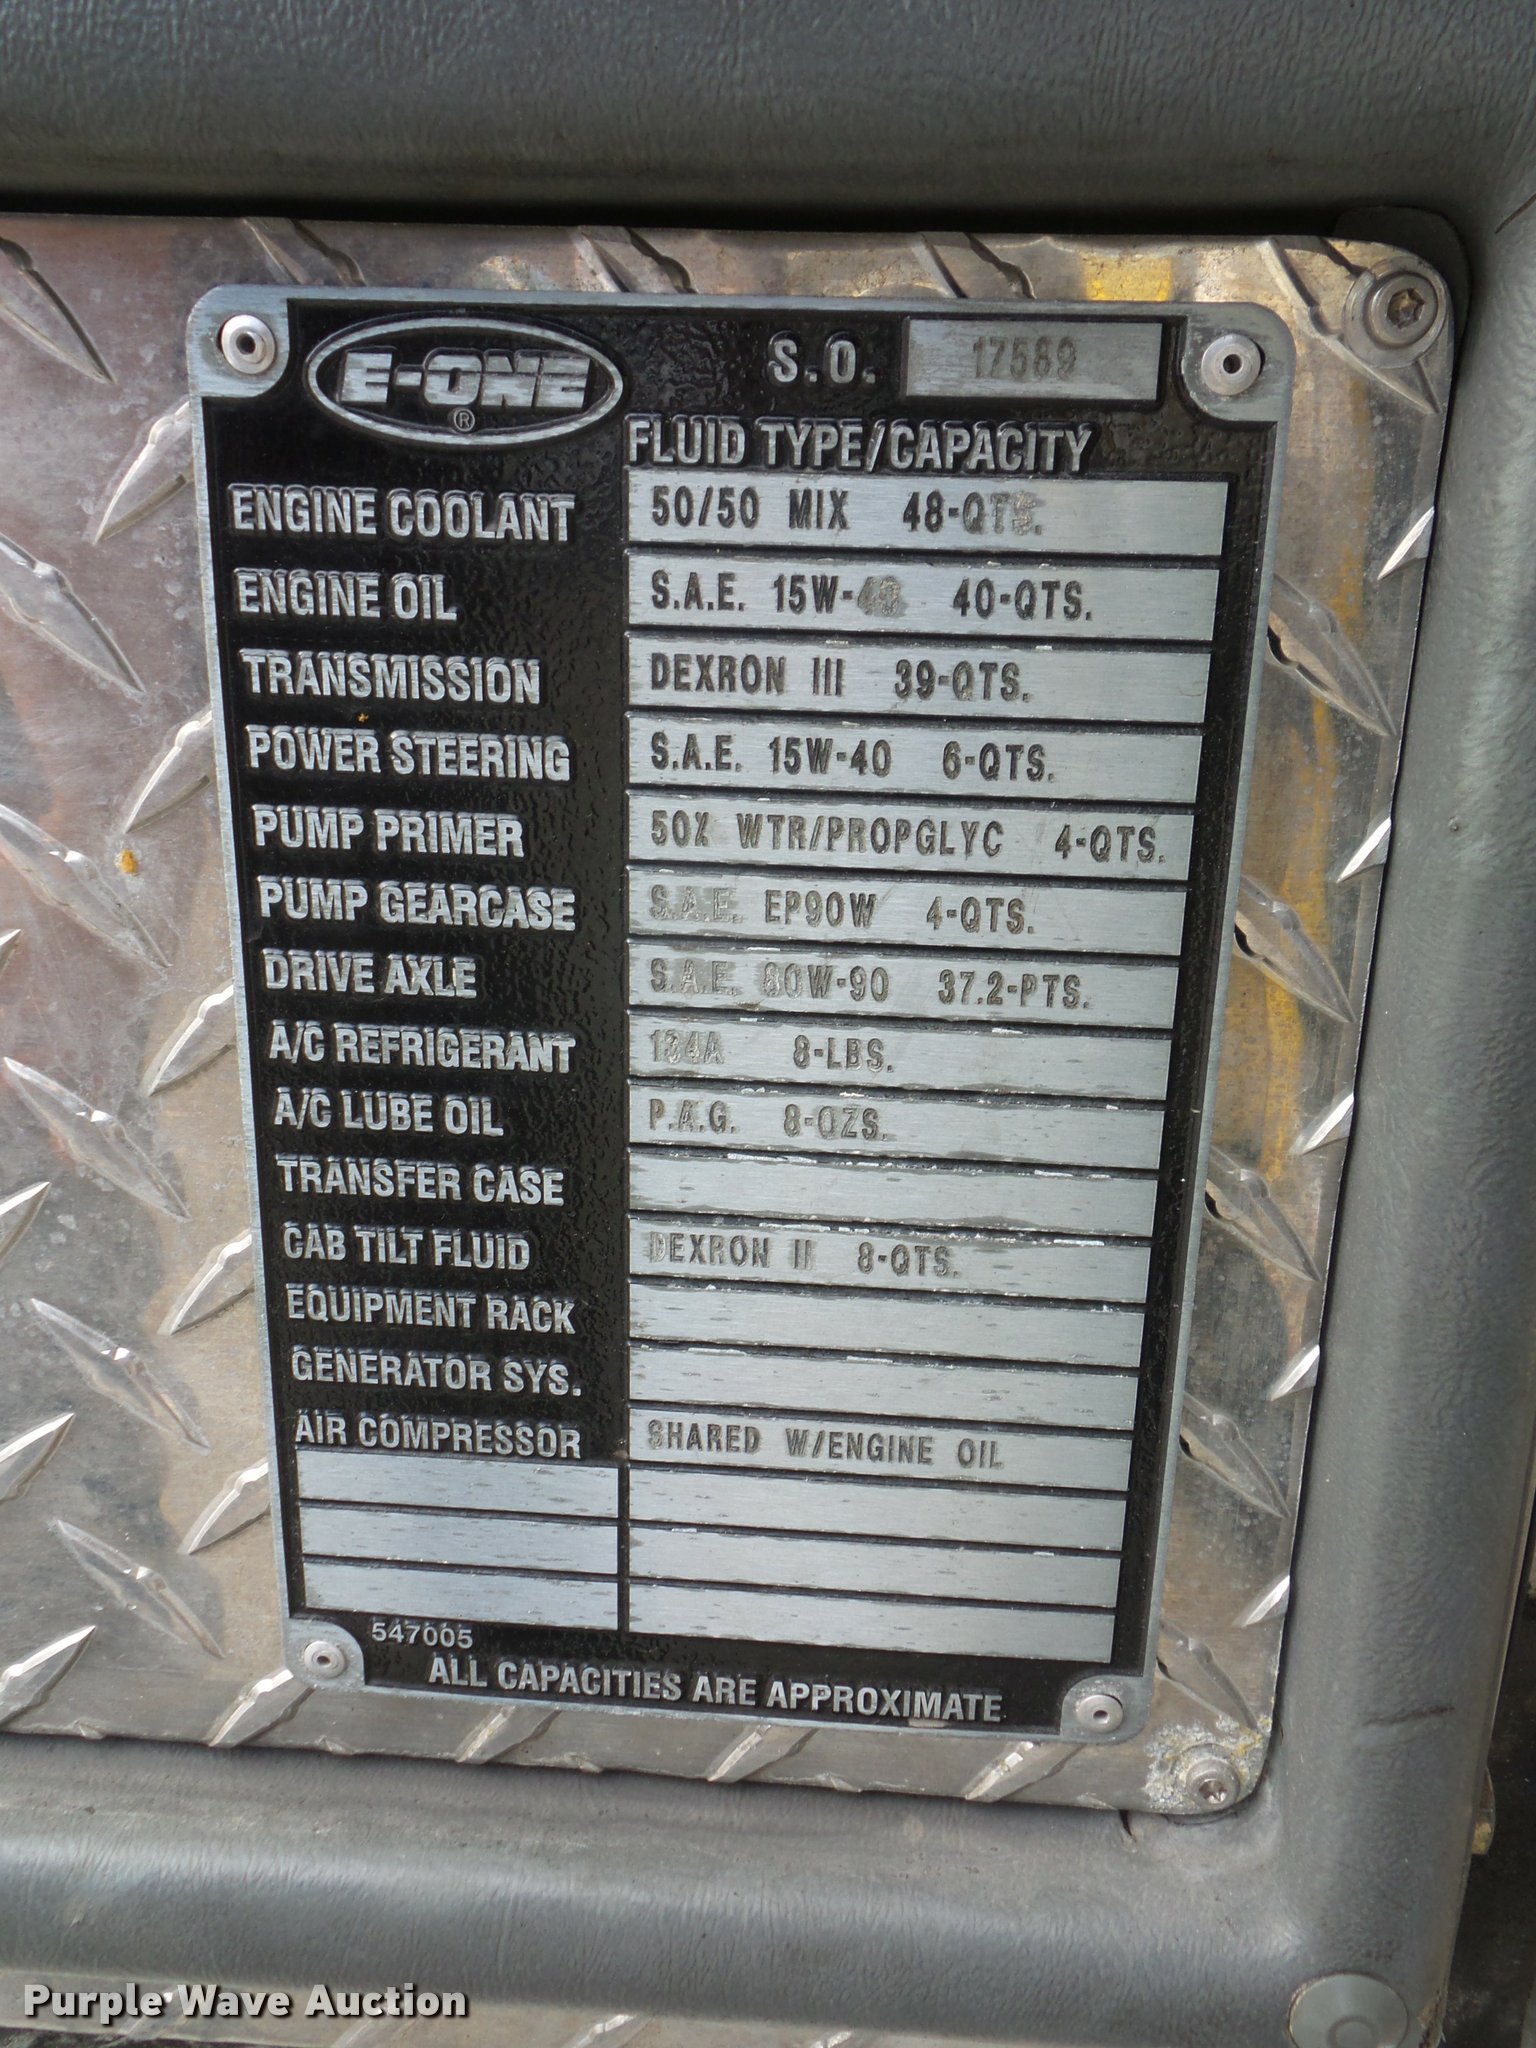 E-ONE
®
S.O. 17589
FLUID TYPE/CAPACITY
ENGINE COOLANT 50/50 MIX 48-QTS.
ENGINE OIL S.A.E. 15W-40 40-QTS.
TRANSMISSION DEXRON III 39-QTS.
POWER STEERING S.A.E. 15W-40 6-QTS.
PUMP PRIMER 50% WTR/PROPGLYC 4-QTS.
PUMP GEARCASE S.A.E. EP90W 4-QTS.
DRIVE AXLE S.A.E. 80W-90 37.2-PTS.
A/C REFRIGERANT 134A 8-LBS.
A/C LUBE OIL P.A.G. 8-OZS.
TRANSFER CASE
CAB TILT FLUID DEXRON II 8-QTS.
EQUIPMENT RACK
GENERATOR SYS.
AIR COMPRESSOR SHARED W/ENGINE OIL
547005
ALL CAPACITIES ARE APPROXIMATE
Purple Wave Auction